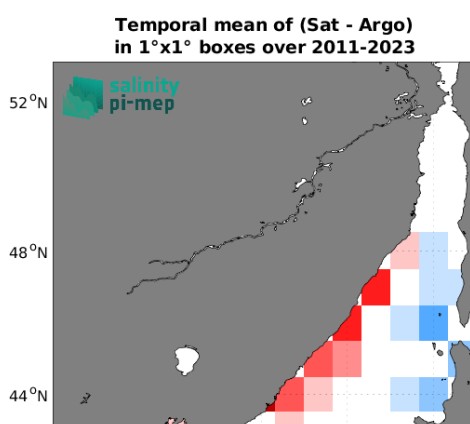 Temporal mean of (Sat - Argo)
in 1°x1° boxes over 2011-2023
salinity
pi-mep
52°N
48°N
44°N